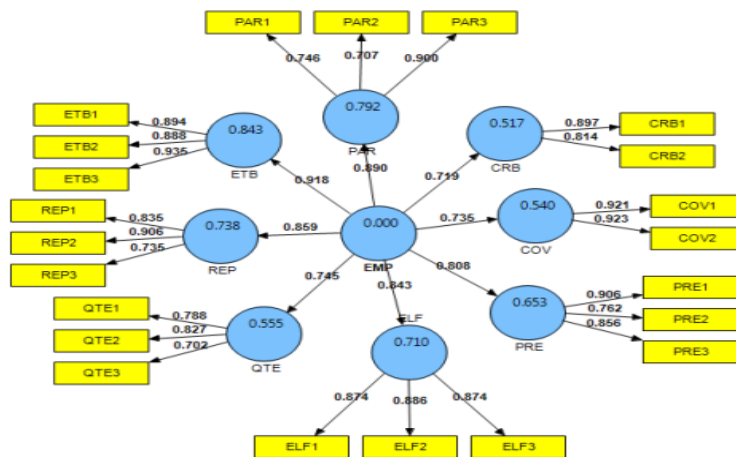 PAR1 PAR2 PAR3
0.746 0.707 0.900
0.792
PAR
0.890
ETB1
ETB2
ETB3
0.894
0.888
0.935
0.843
ETB
0.918
0.517
CRB
0.719
0.897
0.814
CRB1
CRB2
REP1
REP2
REP3
0.835
0.906
0.735
0.738
REP
0.859
0.000
EMP
0.735
0.540
COV
0.921
0.923
COV1
COV2
QTE1
QTE2
QTE3
0.788
0.827
0.702
0.555
QTE
0.745
0.843
ELF
0.710
0.808
0.653
PRE
0.906
0.762
0.856
PRE1
PRE2
PRE3
0.874 0.886 0.874
ELF1 ELF2 ELF3